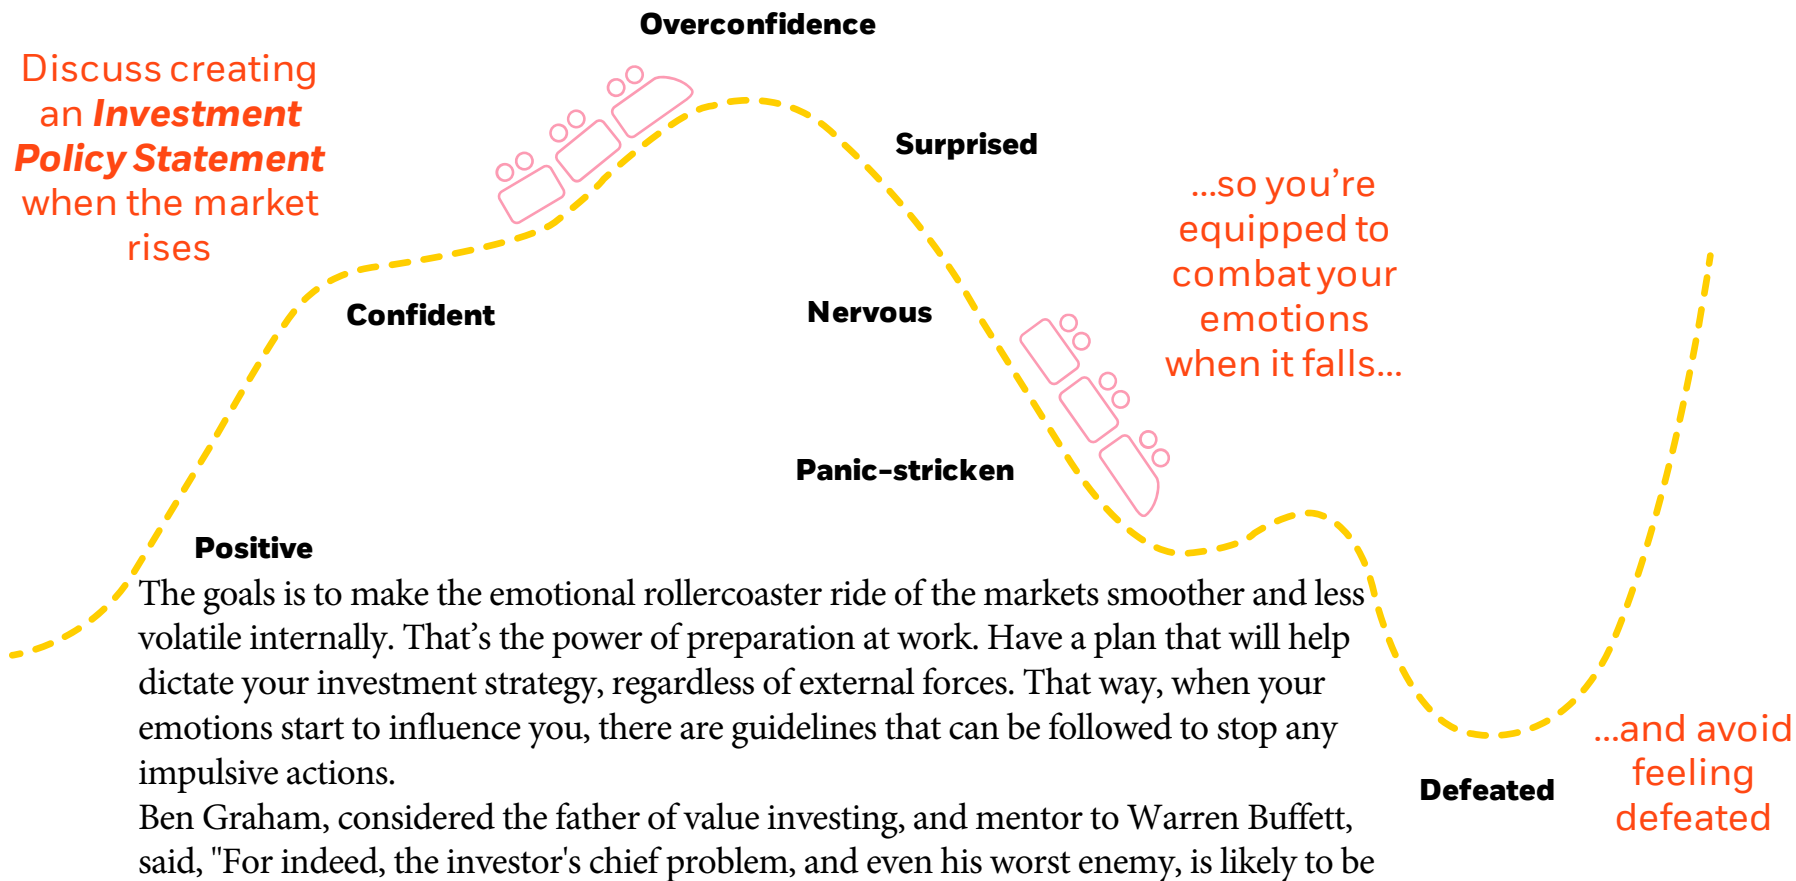 Overconfidence
Discuss creating
an Investment
Policy Statement
when the market
rises
Surprised
...so you’re
equipped to
combat your
emotions
when it falls...
Confident
Nervous
Panic-stricken
Positive
The goals is to make the emotional rollercoaster ride of the markets smoother and less
volatile internally. That’s the power of preparation at work. Have a plan that will help
dictate your investment strategy, regardless of external forces. That way, when your
emotions start to influence you, there are guidelines that can be followed to stop any
impulsive actions.
Ben Graham, considered the father of value investing, and mentor to Warren Buffett,
said, "For indeed, the investor's chief problem, and even his worst enemy, is likely to be
...and avoid
feeling
defeated
Defeated